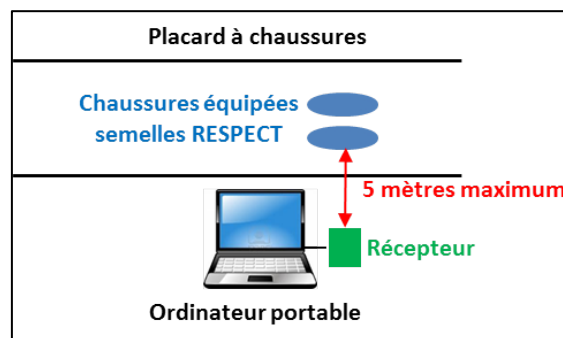 Placard à chaussures
Chaussures équipées
semelles RESPECT
5 mètres maximum
Récepteur
Ordinateur portable